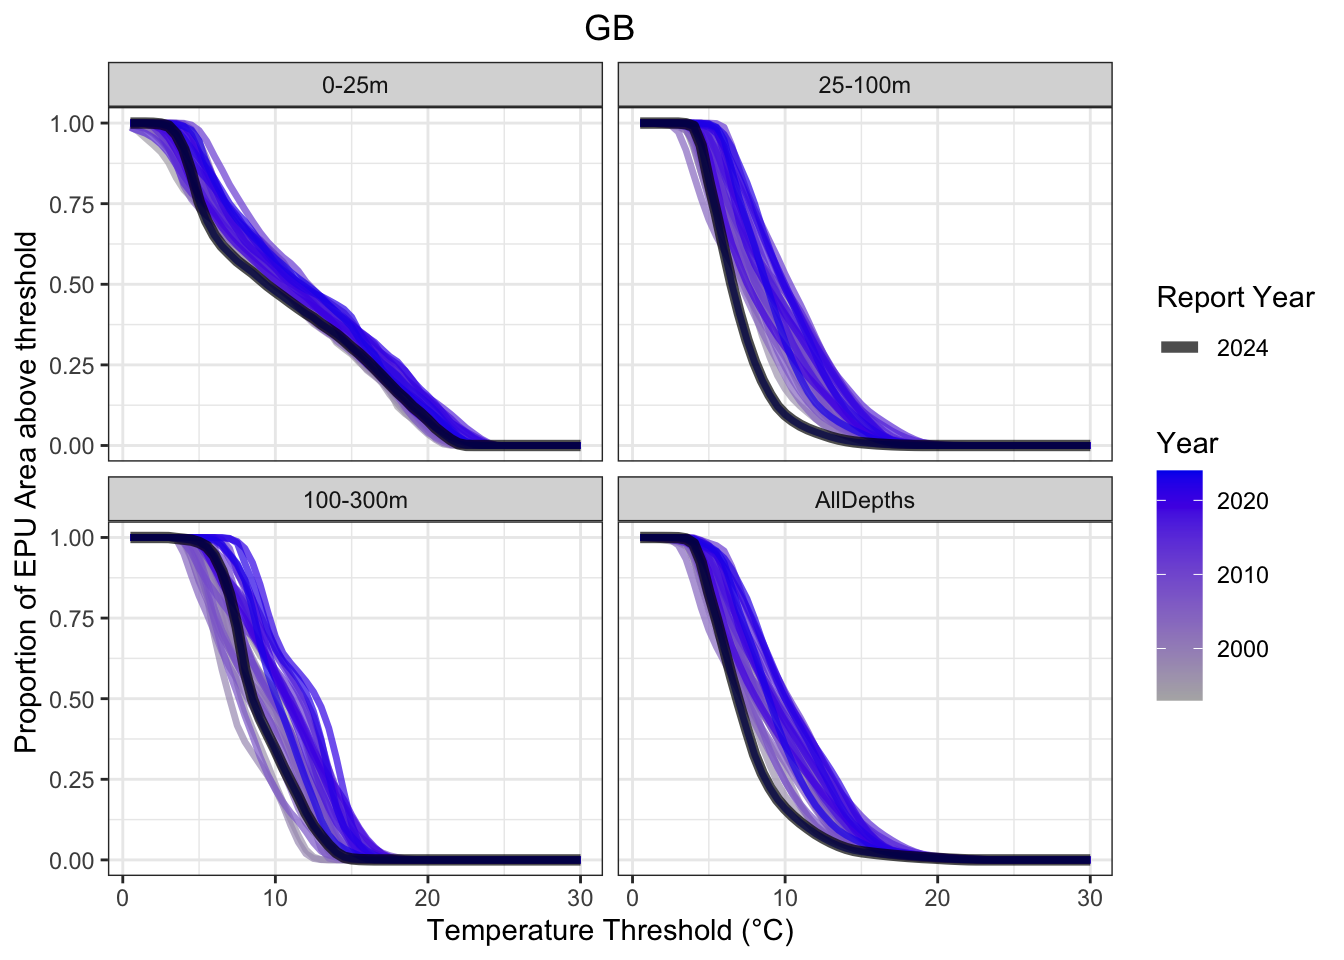 GB
0-25m
25-100m
1.00
0.75
0.50
0.25
0.00
100-300m
AllDepths
1.00
0.75
0.50
0.25
0.00
0 10 20 30
0 10 20 30
Temperature Threshold (°C)
Proportion of EPU Area above threshold
Report Year
2024
Year
2020
2010
2000